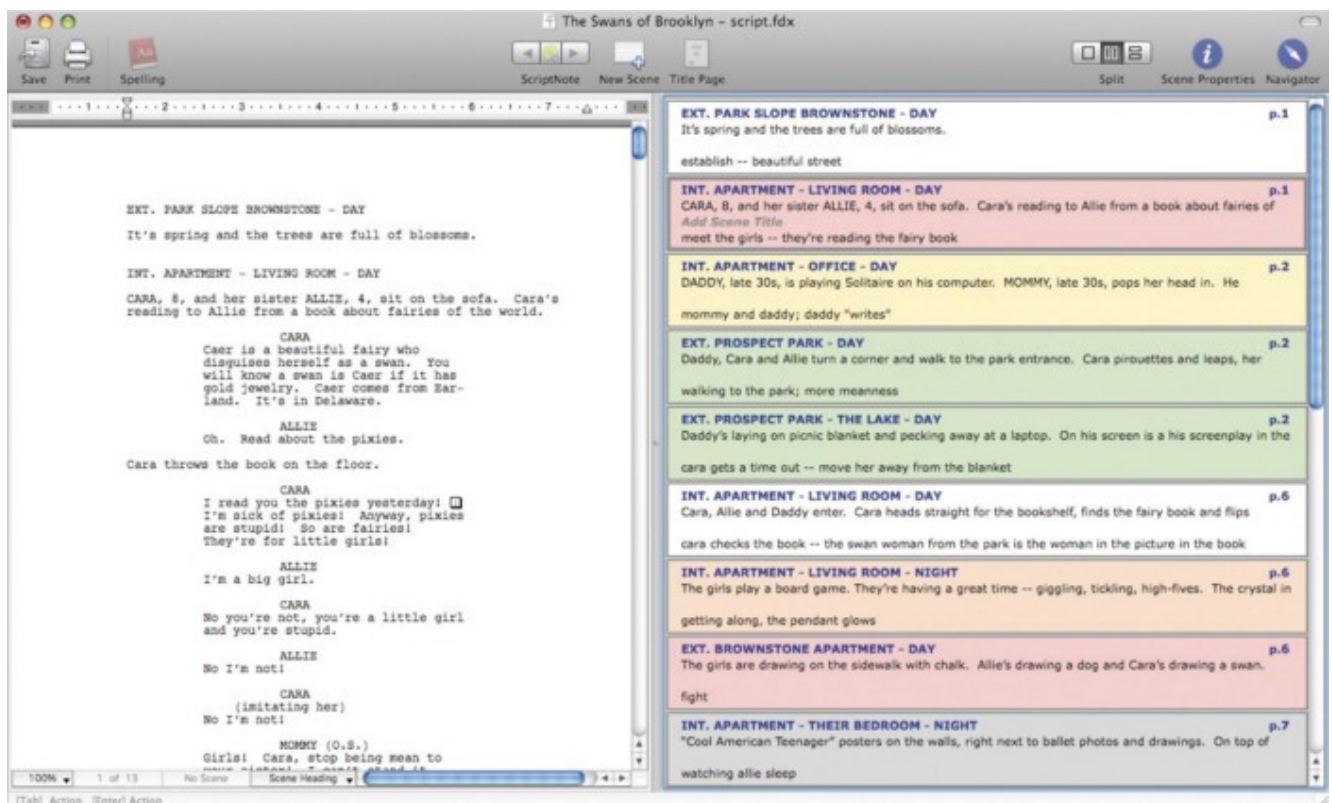 The Swans of Brooklyn – script.fdx
Save Print Spelling ScriptNote New Scene Title Page Split Scene Properties Navigator
1 2 3 4 5 6 7
EXT. PARK SLOPE BROWNSTONE - DAY
It's spring and the trees are full of blossoms.
INT. APARTMENT - LIVING ROOM - DAY
CARA, 8, and her sister ALLIE, 4, sit on the sofa. Cara's
reading to Allie from a book about fairies of the world.
CARA
Caer is a beautiful fairy who
disguises herself as a swan. You
will know a swan is Caer if it has
gold jewelry. Caer comes from Ear-
land. It's in Delaware.
ALLIE
Oh. Read about the pixies.
Cara throws the book on the floor.
CARA
I read you the pixies yesterday!
I'm sick of pixies! Anyway, pixies
are stupid! So are fairies!
They're for little girls!
ALLIE
I'm a big girl.
CARA
No you're not, you're a little girl
and you're stupid.
ALLIE
No I'm not!
CARA
(imitating her)
No I'm not!
MOMMY (O.S.)
Girls! Cara, stop being mean to
100% 1 of 13 No Scene Scene Heading
[Tab] Action, [Enter] Action
EXT. PARK SLOPE BROWNSTONE - DAY p.1
It's spring and the trees are full of blossoms.
establish -- beautiful street
INT. APARTMENT - LIVING ROOM - DAY p.1
CARA, 8, and her sister ALLIE, 4, sit on the sofa. Cara's reading to Allie from a book about fairies of
Add Scene Title
meet the girls -- they're reading the fairy book
INT. APARTMENT - OFFICE - DAY p.2
DADDY, late 30s, is playing Solitaire on his computer. MOMMY, late 30s, pops her head in. He
mommy and daddy; daddy "writes"
EXT. PROSPECT PARK - DAY p.2
Daddy, Cara and Allie turn a corner and walk to the park entrance. Cara pirouettes and leaps, her
walking to the park; more meanness
EXT. PROSPECT PARK - THE LAKE - DAY p.2
Daddy's laying on picnic blanket and pecking away at a laptop. On his screen is a his screenplay in the
cara gets a time out -- move her away from the blanket
INT. APARTMENT - LIVING ROOM - DAY p.6
Cara, Allie and Daddy enter. Cara heads straight for the bookshelf, finds the fairy book and flips
cara checks the book -- the swan woman from the park is the woman in the picture in the book
INT. APARTMENT - LIVING ROOM - NIGHT p.6
The girls play a board game. They're having a great time -- giggling, tickling, high-fives. The crystal in
getting along, the pendant glows
EXT. BROWNSTONE APARTMENT - DAY p.6
The girls are drawing on the sidewalk with chalk. Allie's drawing a dog and Cara's drawing a swan.
fight
INT. APARTMENT - THEIR BEDROOM - NIGHT p.7
"Cool American Teenager" posters on the walls, right next to ballet photos and drawings. On top of
watching allie sleep